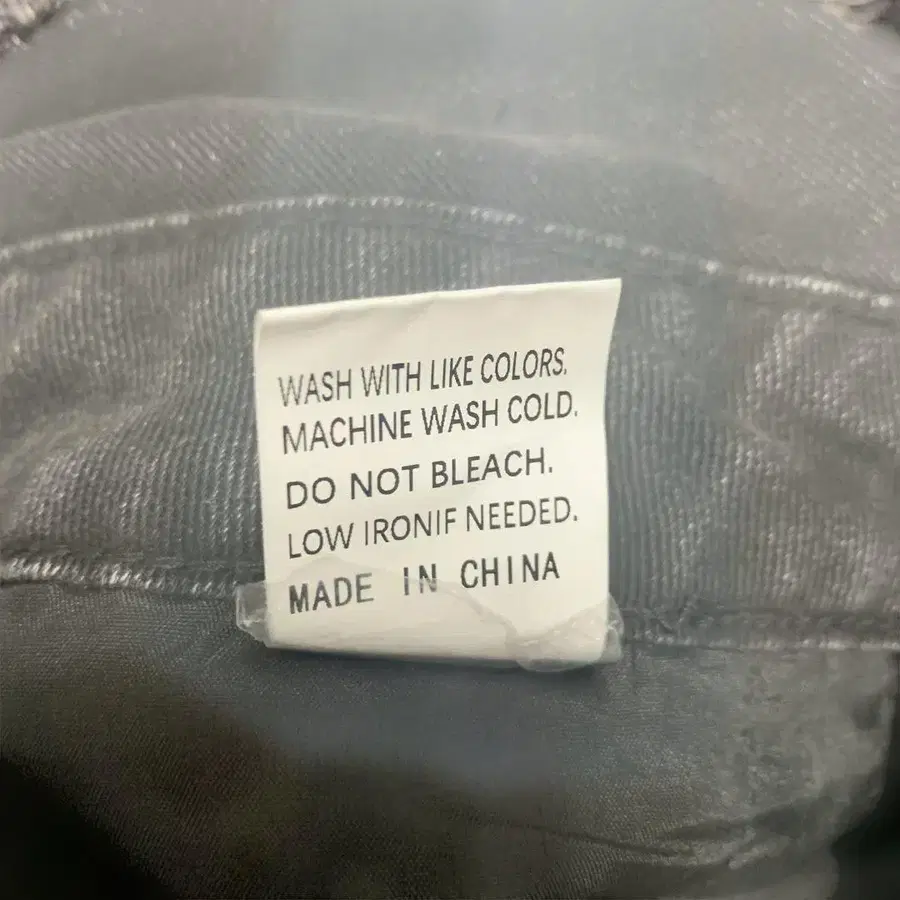 WASH WITH LIKE COLORS.
MACHINE WASH COLD.
DO NOT BLEACH.
LOW IRONIF NEEDED.
MADE IN CHINA